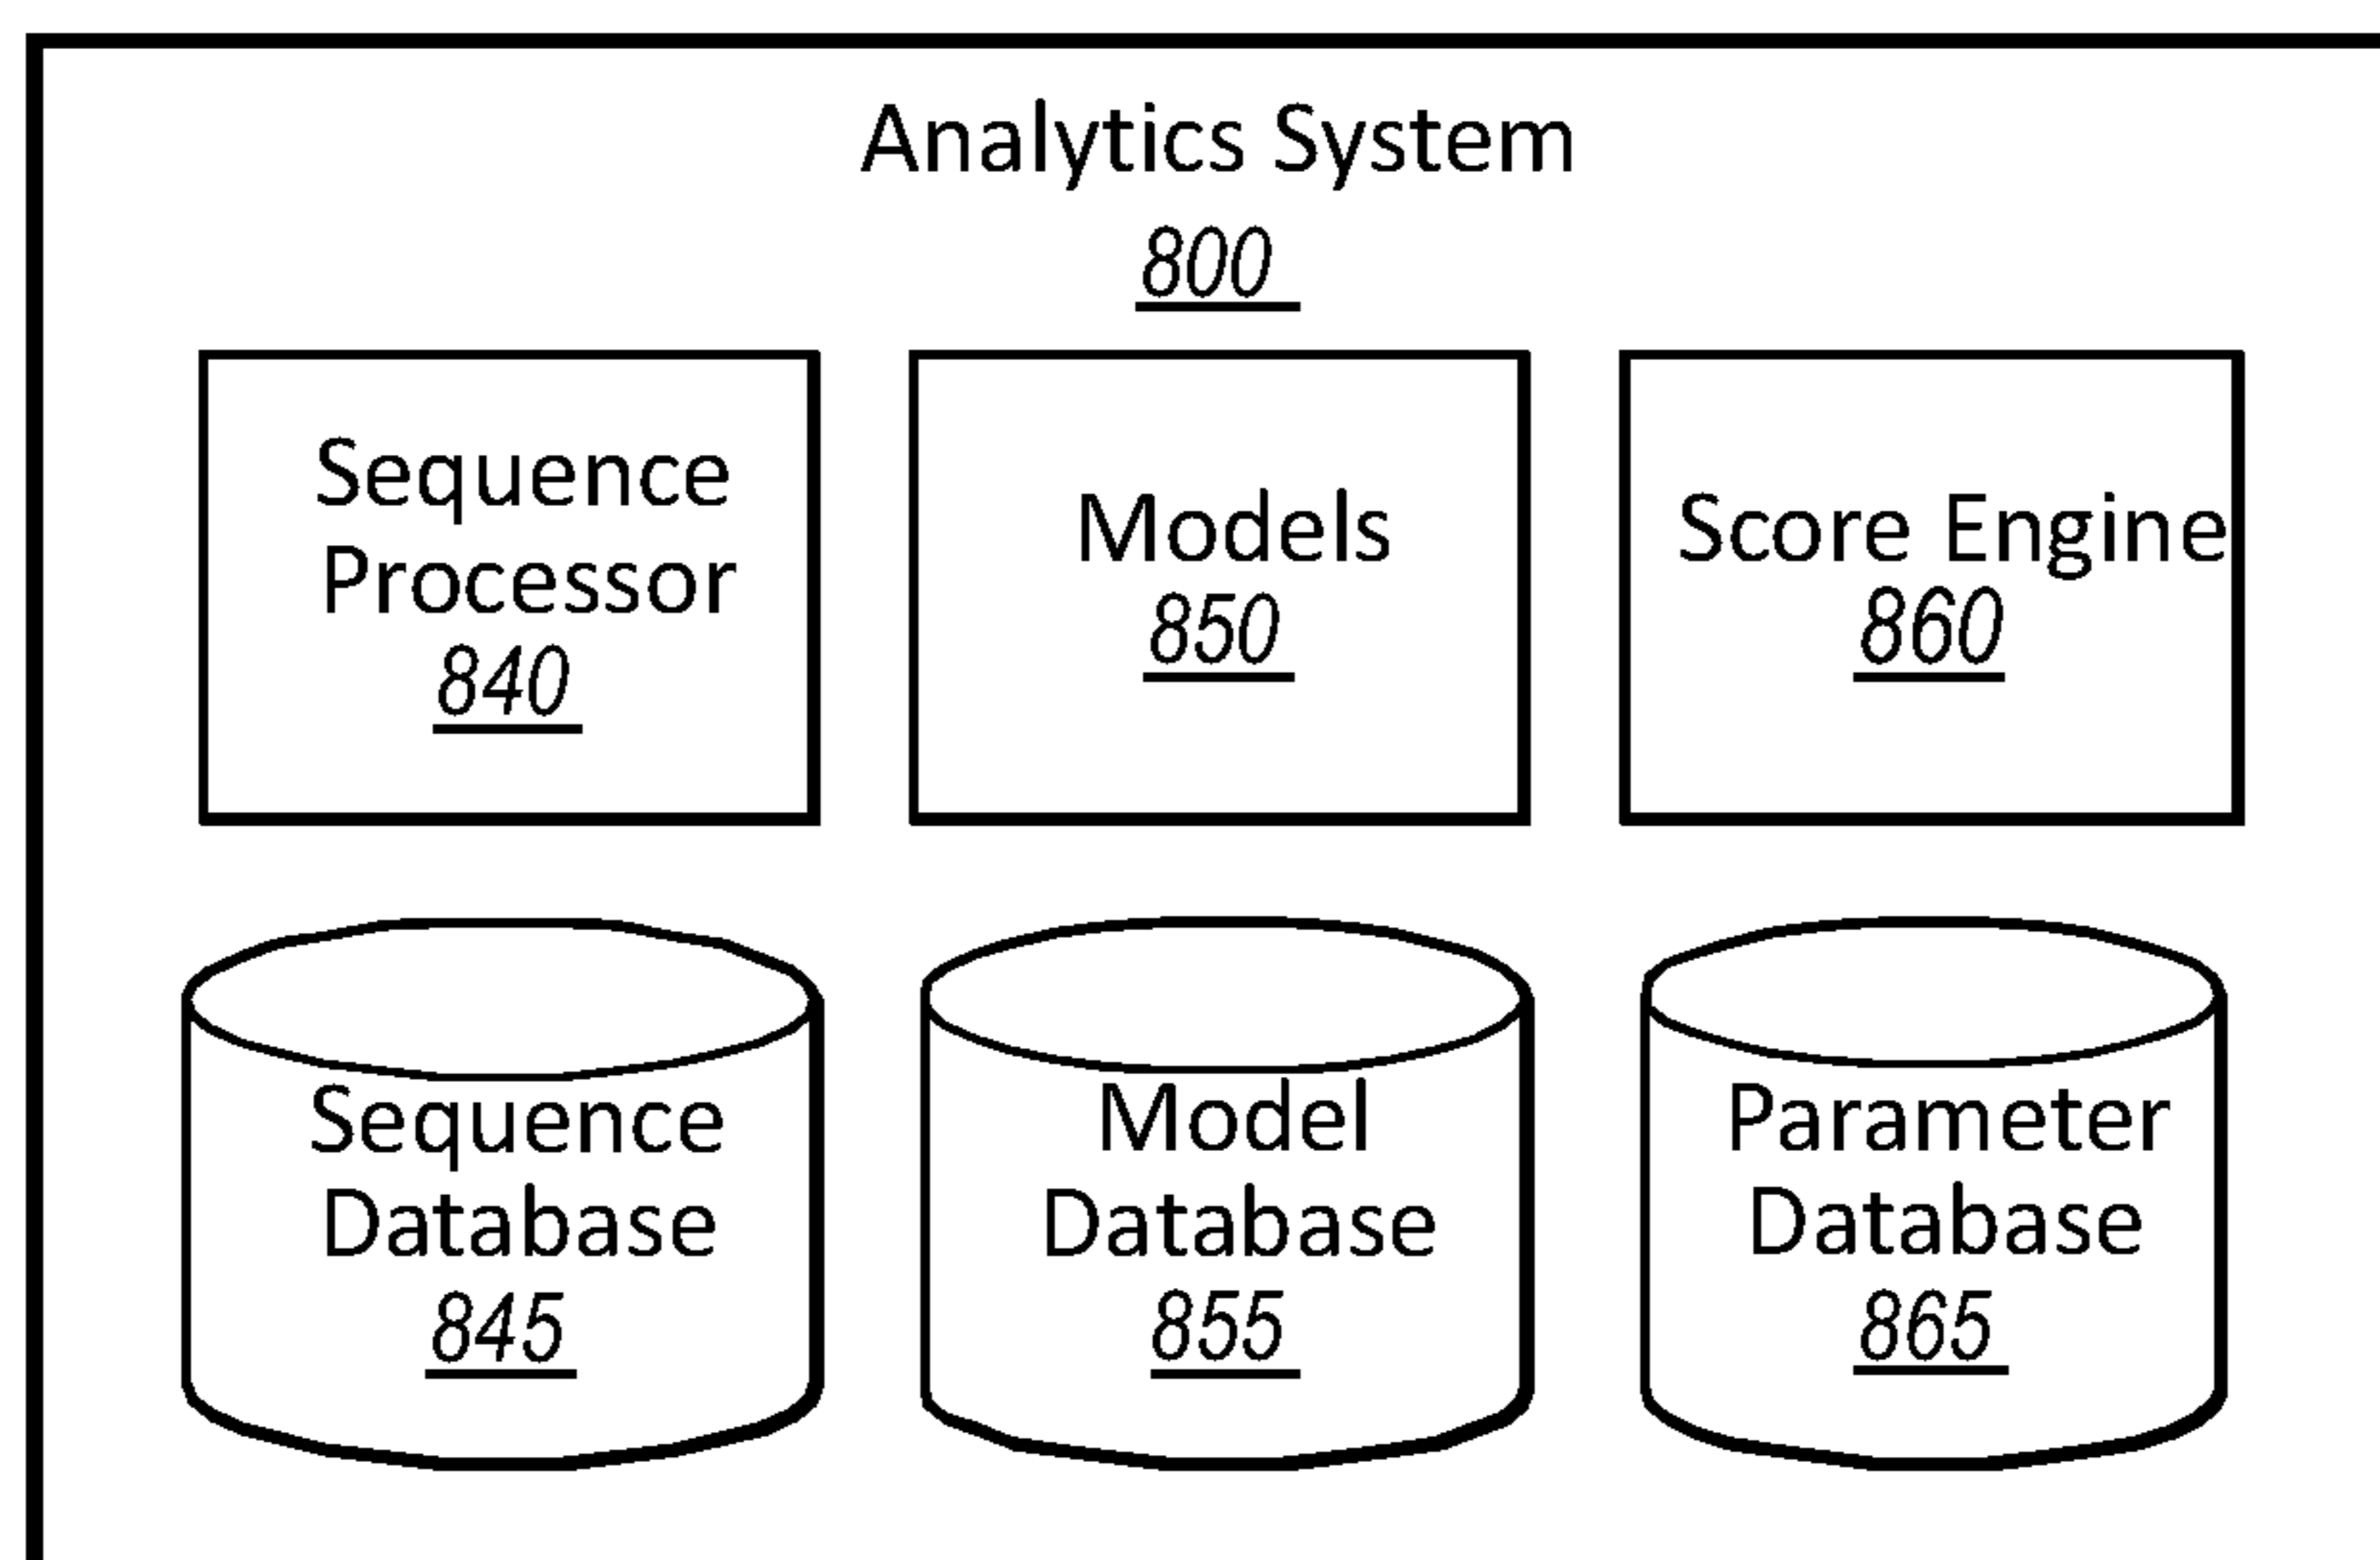 Analytics System
800
Sequence
Processor
840
Models
850
Score Engine
860
Sequence
Database
845
Model
Database
855
Parameter
Database
865